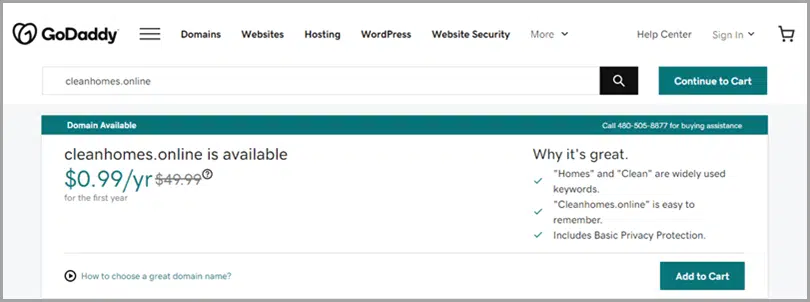 GoDaddy Domains Websites Hosting WordPress Website Security More Help Center Sign In
cleanhomes.online Continue to Cart
Domain Available Call 480-505-8877 for buying assistance
cleanhomes.online is available
$0.99/yr $49.99 ?
for the first year
Why it's great.
"Homes" and "Clean" are widely used
keywords.
"Cleanhomes.online" is easy to
remember.
Includes Basic Privacy Protection.
How to choose a great domain name? Add to Cart